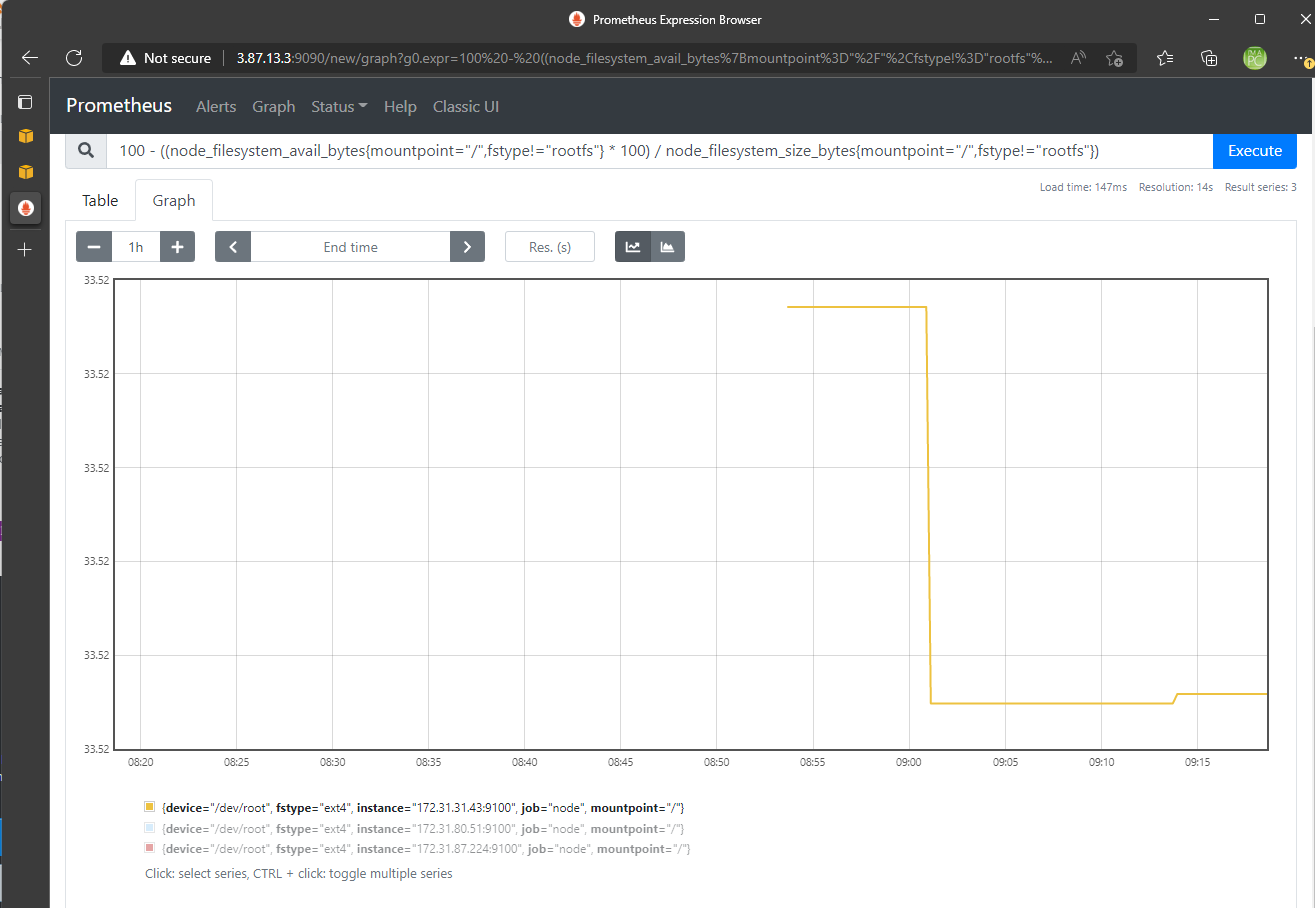 Prometheus Expression Browser
Not secure 3.87.13.3:9090/new/graph?g0.expr=100%20-%20((node_filesystem_avail_bytes%7Bmountpoint%3D"%2F"%2Cfstype!%3D"rootfs"%...
Prometheus Alerts Graph Status Help Classic UI
100 - ((node_filesystem_avail_bytes{mountpoint="/",fstype!="rootfs"} * 100) / node_filesystem_size_bytes{mountpoint="/",fstype!="rootfs"}) Execute
Load time: 147ms Resolution: 14s Result series: 3
Table Graph
1h End time Res. (s)
33.52
33.52
33.52
33.52
33.52
33.52
08:20 08:25 08:30 08:35 08:40 08:45 08:50 08:55 09:00 09:05 09:10 09:15
{device="/dev/root", fstype="ext4", instance="172.31.31.43:9100", job="node", mountpoint="/"}
{device="/dev/root", fstype="ext4", instance="172.31.80.51:9100", job="node", mountpoint="/"}
{device="/dev/root", fstype="ext4", instance="172.31.87.224:9100", job="node", mountpoint="/"}
Click: select series, CTRL + click: toggle multiple series